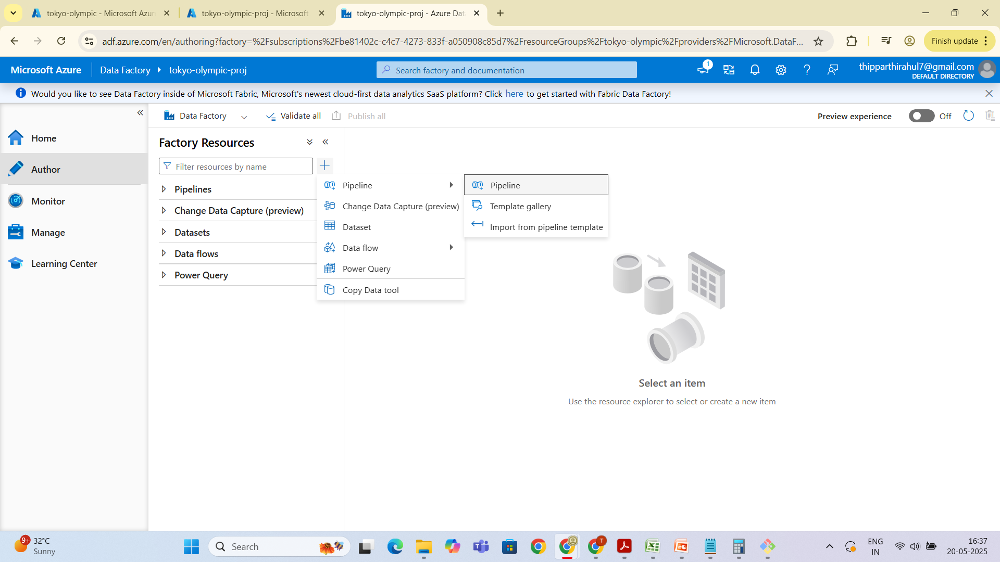 tokyo-olympic - Microsoft Azur
tokyo-olympic-proj - Microsoft
tokyo-olympic-proj - Azure Dat
adf.azure.com/en/authoring?factory=%2Fsubscriptions%2Fbe81402c-c4c7-4273-833f-a050908c85d7%2FresourceGroups%2Ftokyo-olympic%2Fproviders%2FMicrosoft.DataF...
Finish update
Microsoft Azure
Data Factory
tokyo-olympic-proj
Search factory and documentation
1
thipparthirahul7@gmail.com
DEFAULT DIRECTORY
Would you like to see Data Factory inside of Microsoft Fabric, Microsoft's newest cloud-first data analytics SaaS platform? Click here to get started with Fabric Data Factory!
Data Factory
Validate all
Publish all
Preview experience
Off
Home
Author
Monitor
Manage
Learning Center
Factory Resources
Filter resources by name
Pipelines
Change Data Capture (preview)
Datasets
Data flows
Power Query
Pipeline
Change Data Capture (preview)
Dataset
Data flow
Power Query
Copy Data tool
Pipeline
Template gallery
Import from pipeline template
Select an item
Use the resource explorer to select or create a new item
9+
32°C
Sunny
Search
T
ENG
IN
16:37
20-05-2025